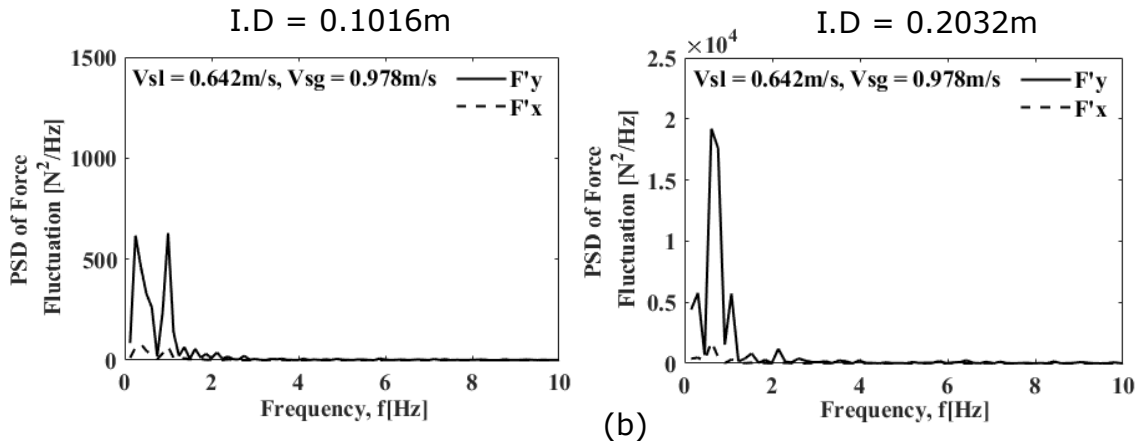 I.D = 0.1016m
1500
1000
500
0
Vsl = 0.642m/s, Vsg = 0.978m/s
F'y
F'x
PSD of Force
Fluctuation [N²/Hz]
0 2 4 6 8 10
Frequency, f[Hz]
I.D = 0.2032m
×10⁴
2.5
2
1.5
1
0.5
0
Vsl = 0.642m/s, Vsg = 0.978m/s
F'y
F'x
PSD of Force
Fluctuation [N²/Hz]
0 2 4 6 8 10
Frequency, f[Hz]
(b)